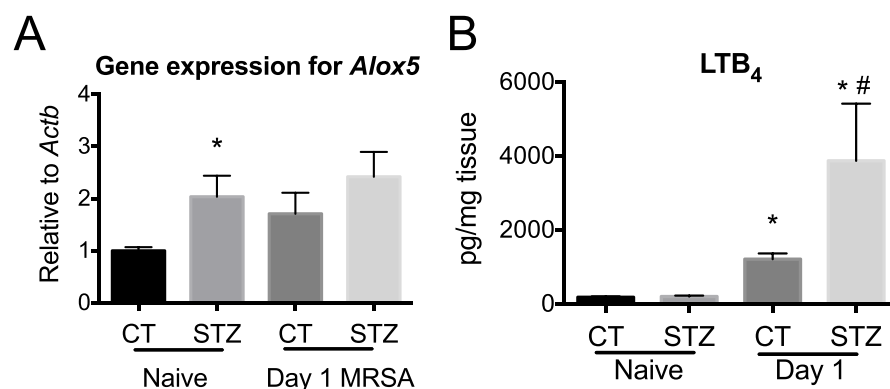 A
Gene expression for Alox5
Relative to Actb
4
3
2
1
0
*
CT STZ CT STZ
Naive Day 1 MRSA
B
LTB4
pg/mg tissue
6000
4000
2000
0
*
* #
CT STZ CT STZ
Naive Day 1